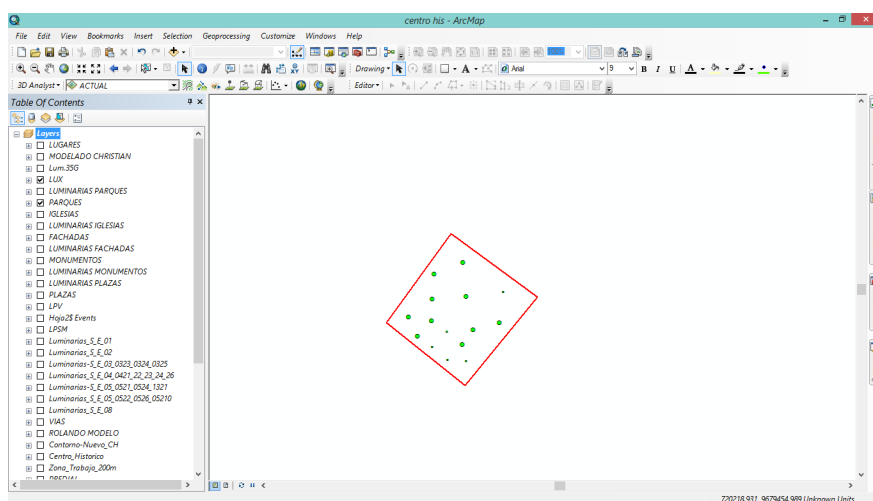 centro his - ArcMap
File Edit View Bookmarks Insert Selection Geoprocessing Customize Windows Help
Drawing A Arial 9 B I U A
3D Analyst ACTUAL Editor
Table Of Contents
Layers
LUGARES
MODELADO CHRISTIAN
Lum.35G
LUX
LUMINARIAS PARQUES
PARQUES
IGLESIAS
LUMINARIAS IGLESIAS
FACHADAS
LUMINARIAS FACHADAS
MONUMENTOS
LUMINARIAS MONUMENTOS
LUMINARIAS PLAZAS
PLAZAS
LPV
Hoja2$ Events
LPSM
Luminarias_S_E_01
Luminarias_S_E_02
Luminarias-S_E_03_0323_0324_0325
Luminarias_S_E_04_0421_22_23_24_26
Luminarias-S_E_05_0521_0524_1321
Luminarias_S_E_05_0522_0526_05210
Luminarias_S_E_08
VIAS
ROLANDO MODELO
Contorno-Nuevo_CH
Centro_Historico
Zona_Trabajo_200m
PREDIAL
720218,931 9679454,989 Unknown Units